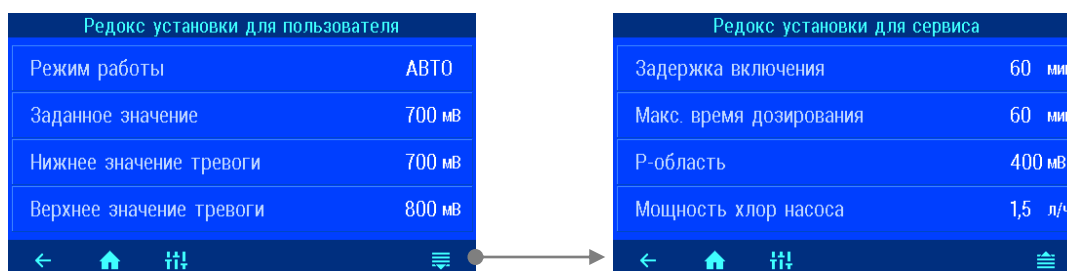 Редокс установки для пользователя
Режим работы АВТО
Заданное значение 700 мВ
Нижнее значение тревоги 700 мВ
Верхнее значение тревоги 800 мВ
Редокс установки для сервиса
Задержка включения 60 мин
Макс. время дозирования 60 мин
Р-область 400 мВ
Мощность хлор насоса 1,5 л/ч